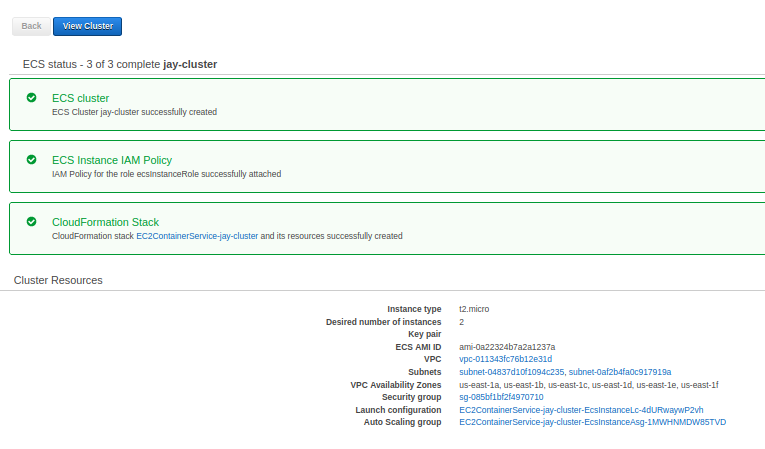 Back View Cluster
ECS status - 3 of 3 complete jay-cluster
ECS cluster
ECS Cluster jay-cluster successfully created
ECS Instance IAM Policy
IAM Policy for the role ecsInstanceRole successfully attached
CloudFormation Stack
CloudFormation stack EC2ContainerService-jay-cluster and its resources successfully created
Cluster Resources
Instance type t2.micro
Desired number of instances 2
Key pair
ECS AMI ID ami-0a22324b7a2a1237a
VPC vpc-011343fc76b12e31d
Subnets subnet-04837d10f1094c235, subnet-0af2b4fa0c917919a
VPC Availability Zones us-east-1a, us-east-1b, us-east-1c, us-east-1d, us-east-1e, us-east-1f
Security group sg-085bf1bf2f4970710
Launch configuration EC2ContainerService-jay-cluster-EcsInstanceLc-4dURwaywP2vh
Auto Scaling group EC2ContainerService-jay-cluster-EcsInstanceAsg-1MWHNMDW85TVD